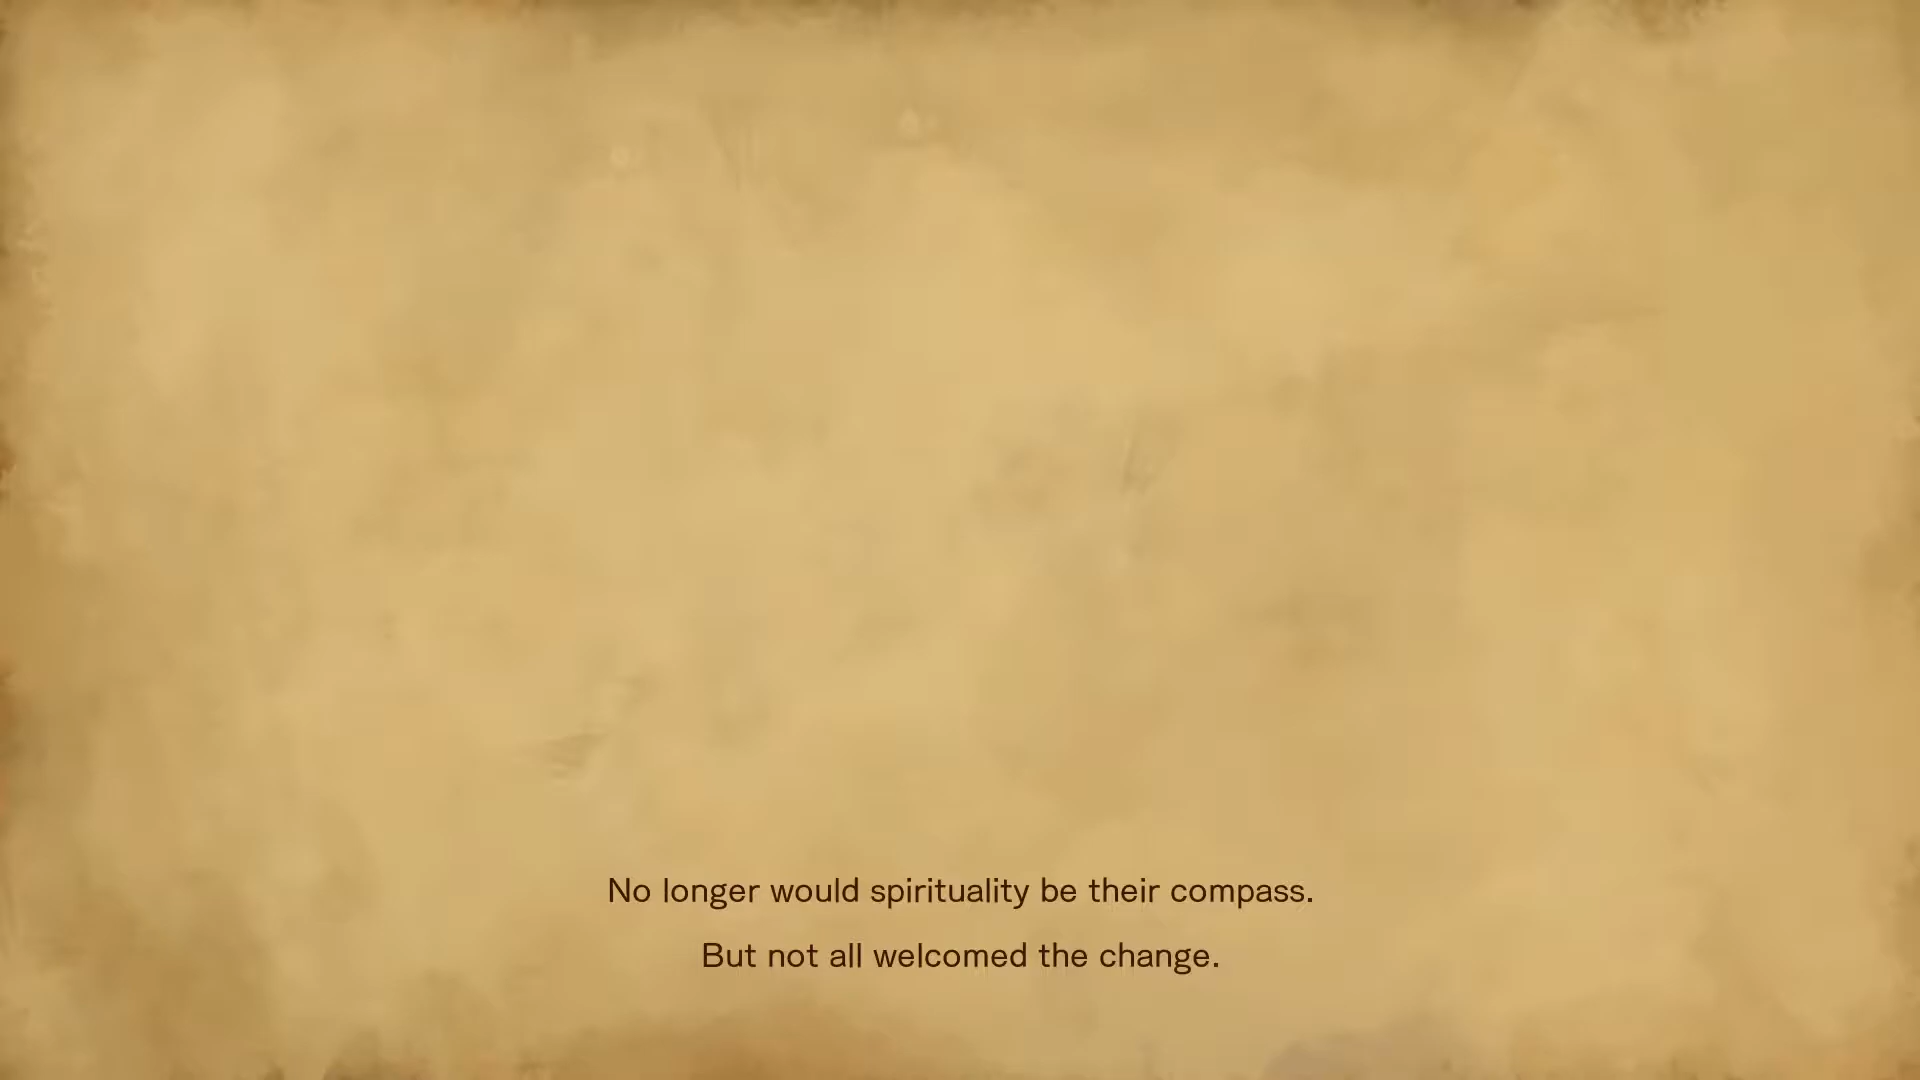 No longer would spirituality be their compass.
But not all welcomed the change.